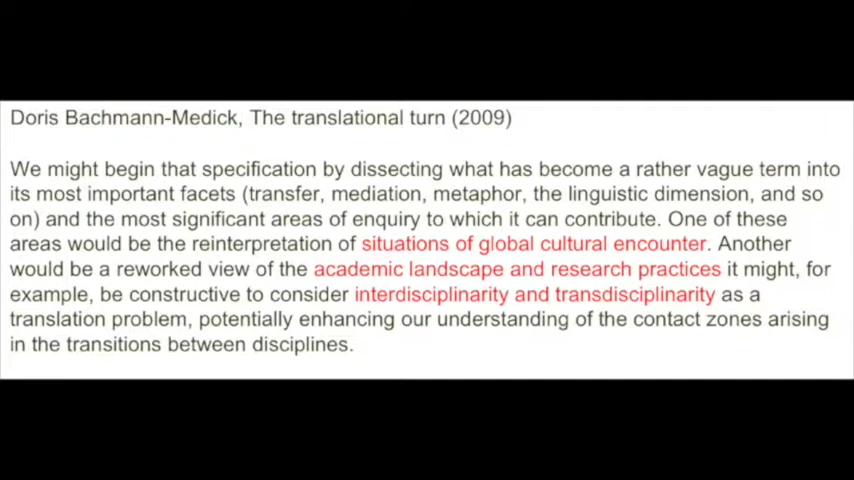 Doris Bachmann-Medick, The translational turn (2009)
We might begin that specification by dissecting what has become a rather vague term into
its most important facets (transfer, mediation, metaphor, the linguistic dimension, and so
on) and the most significant areas of enquiry to which it can contribute. One of these
areas would be the reinterpretation of situations of global cultural encounter. Another
would be a reworked view of the academic landscape and research practices it might, for
example, be constructive to consider interdisciplinarity and transdisciplinarity as a
translation problem, potentially enhancing our understanding of the contact zones arising
in the transitions between disciplines.